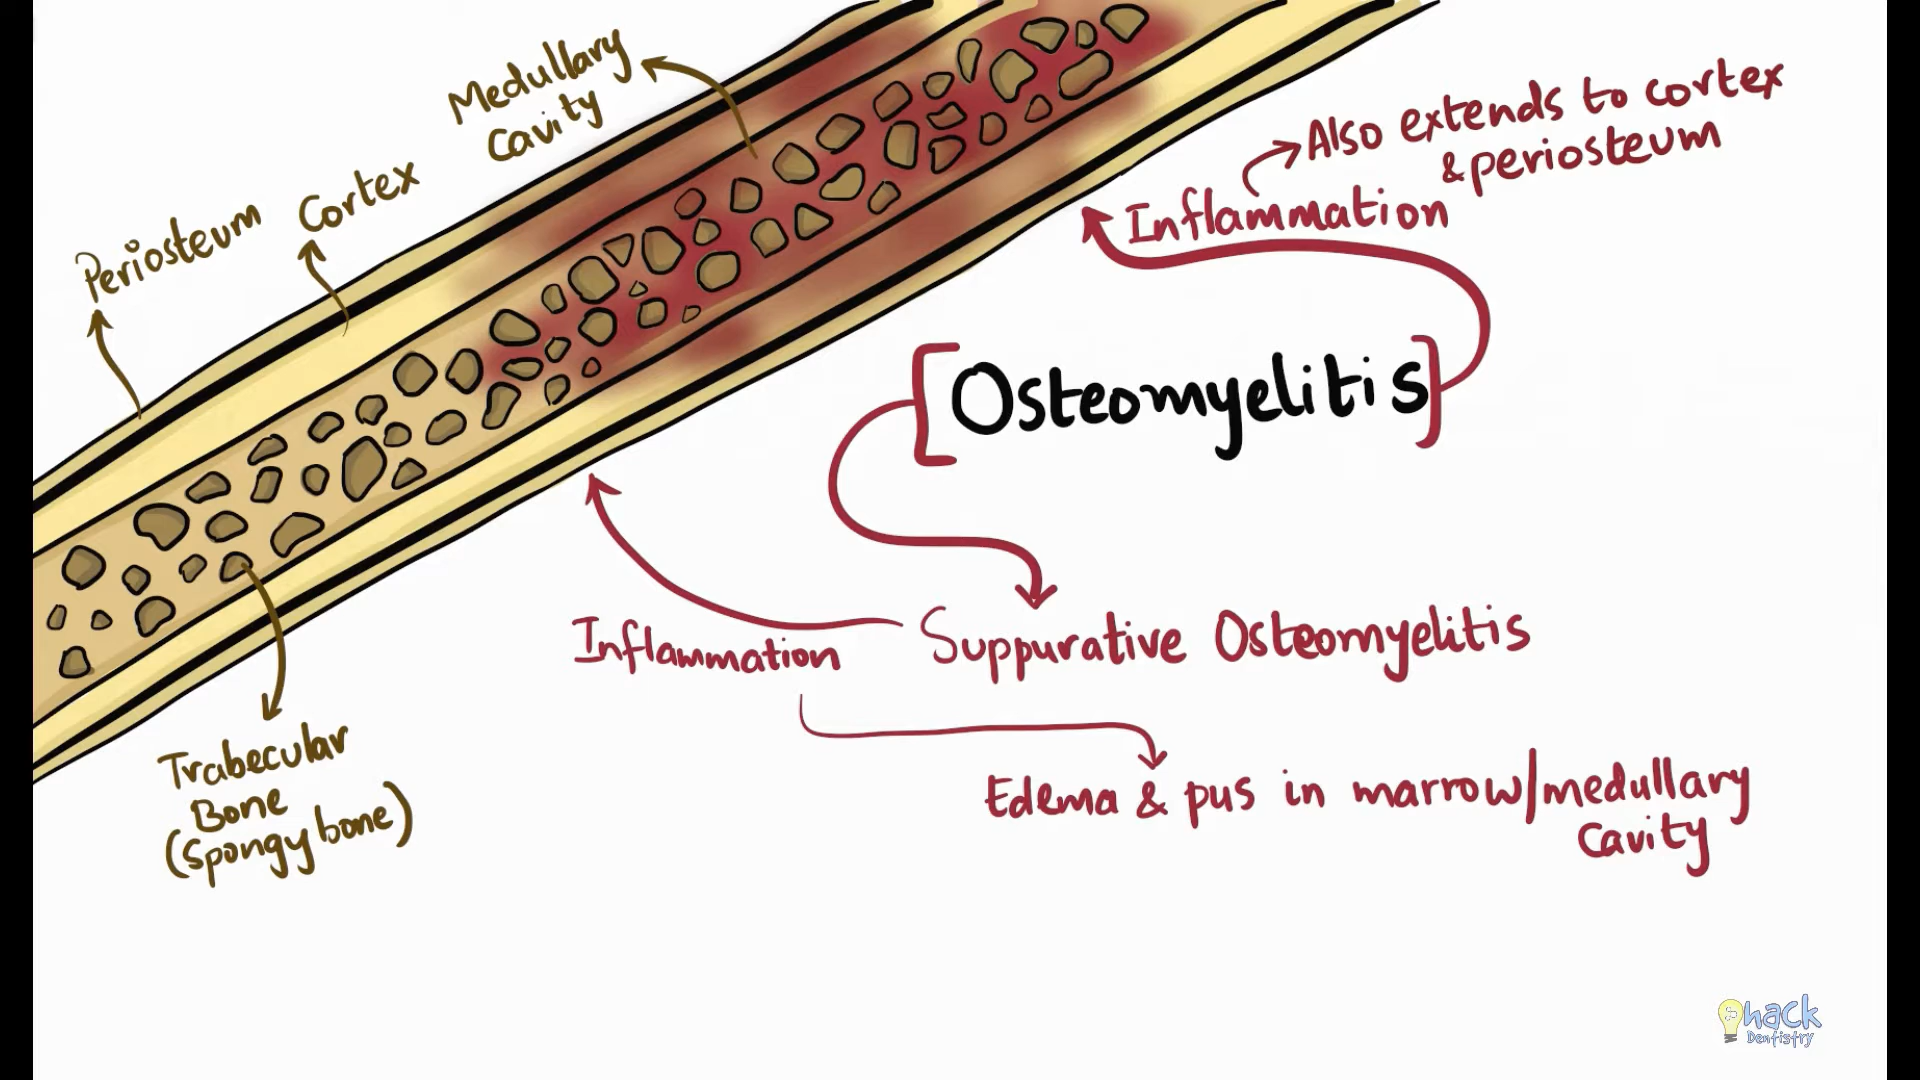 Medullary
Cavity
Periosteum
Cortex
Also extends to cortex
& periosteum
Inflammation
Osteomyelitis
Inflammation
Suppurative Osteomyelitis
Edema & pus in marrow/medullary
Cavity
Trabecular
Bone
(Spongy bone)
hack
Dentistry